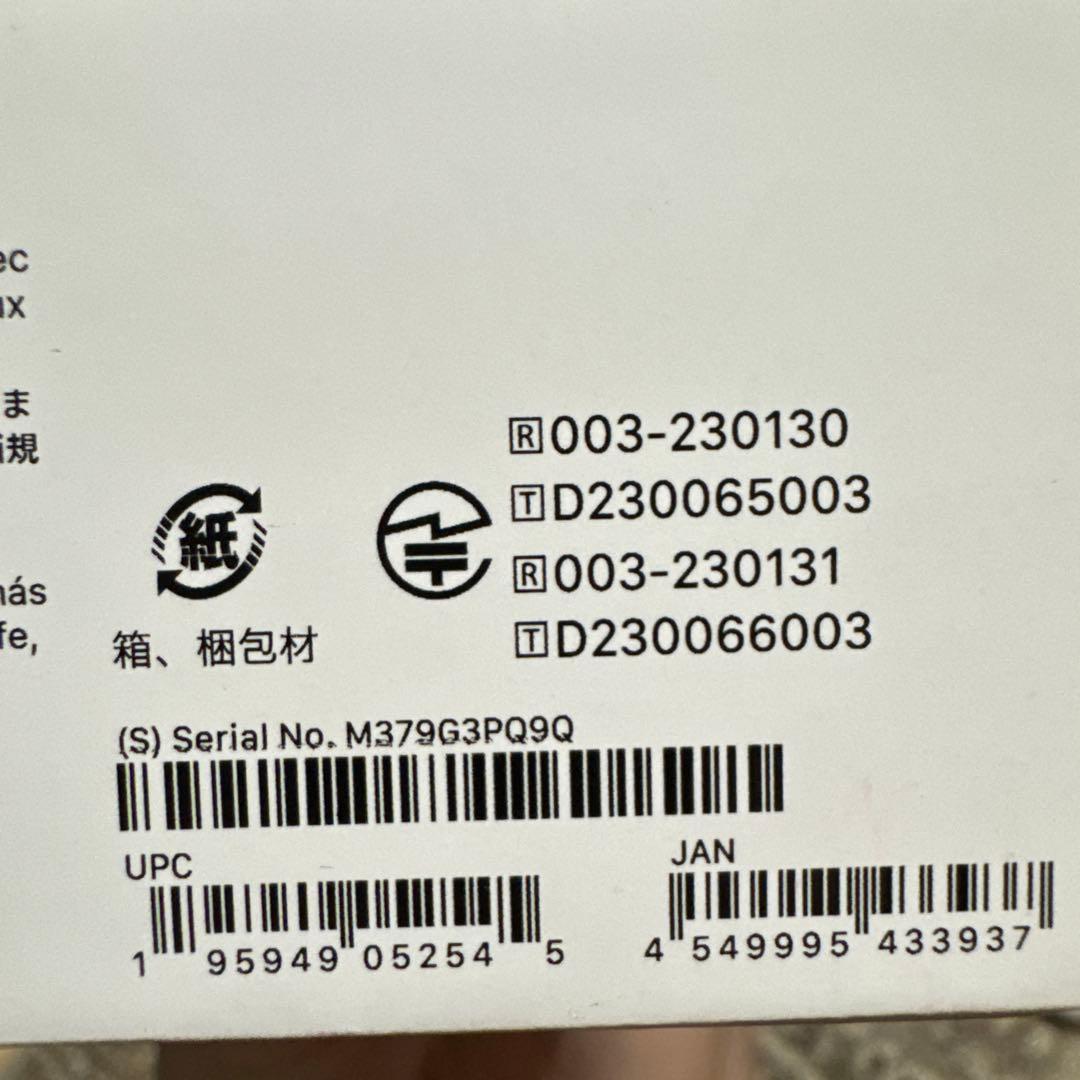 ec
ux
ま
規
más
fe,
紙
箱、梱包材
R003-230130
TD230065003
R003-230131
TD230066003
(S) Serial No. M379G3PQ9Q
UPC
1 95949 05254 5
JAN
4 549995 433937